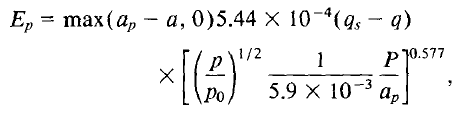 E_p = max(a_p − a, 0)5.44 × 10^{−4}(q_s − q)
× [(p/p_0)^{1/2} 1/(5.9 × 10^{−3}) P/a_p]^{0.577},